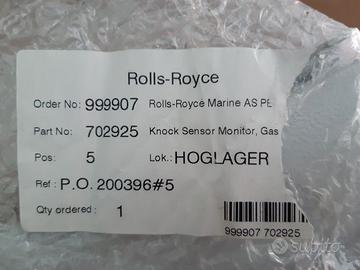 Rolls-Royce
Order No: 999907 Rolls-Royce Marine AS PE
Part No: 702925 Knock Sensor Monitor, Gas
Pos: 5 Lok.: HOGLAGER
Ref : P.O. 200396#5
Qty ordered : 1
999907 702925
subito